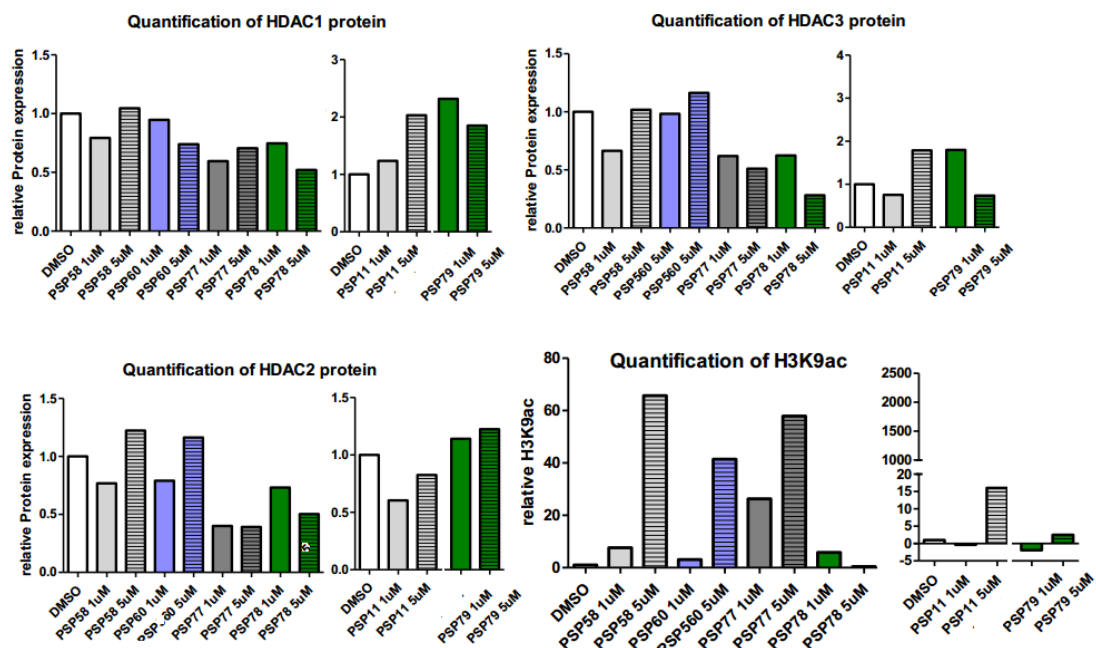 Quantification of HDAC1 protein
relative Protein expression
1.5
1.0
0.5
0.0
DMSO
PSP58 1uM
PSP58 5uM
PSP60 1uM
PSP60 5uM
PSP77 1uM
PSP77 5uM
PSP78 1uM
PSP78 5uM
3
2
1
0
DMSO
PSP11 1uM
PSP11 5uM
PSP79 1uM
PSP79 5uM
Quantification of HDAC3 protein
relative Protein expression
1.5
1.0
0.5
0.0
DMSO
PSP58 1uM
PSP58 5uM
PSP560 1uM
PSP560 5uM
PSP77 1uM
PSP77 5uM
PSP78 1uM
PSP78 5uM
4
3
2
1
0
DMSO
PSP11 1uM
PSP11 5uM
PSP79 1uM
PSP79 5uM
Quantification of HDAC2 protein
relative Protein expression
1.5
1.0
0.5
0.0
DMSO
PSP58 1uM
PSP58 5uM
PSP60 1uM
5uM
PSP77 1uM
PSP77 5uM
PSP78 1uM
PSP78 5uM
1.5
1.0
0.5
0.0
DMSO
PSP11 1uM
PSP11 5uM
PSP79 1uM
PSP79 5uM
Quantification of H3K9ac
relative H3K9ac
80
60
40
20
0
DMSO
PSP58 1uM
PSP58 5uM
PSP60 1uM
PSP560 5uM
PSP77 1uM
PSP77 5uM
PSP78 1uM
PSP78 5uM
2500
2000
1500
1000
20
15
10
5
0
-5
DMSO
PSP11 1uM
PSP11 5uM
PSP79 1uM
PSP79 5uM